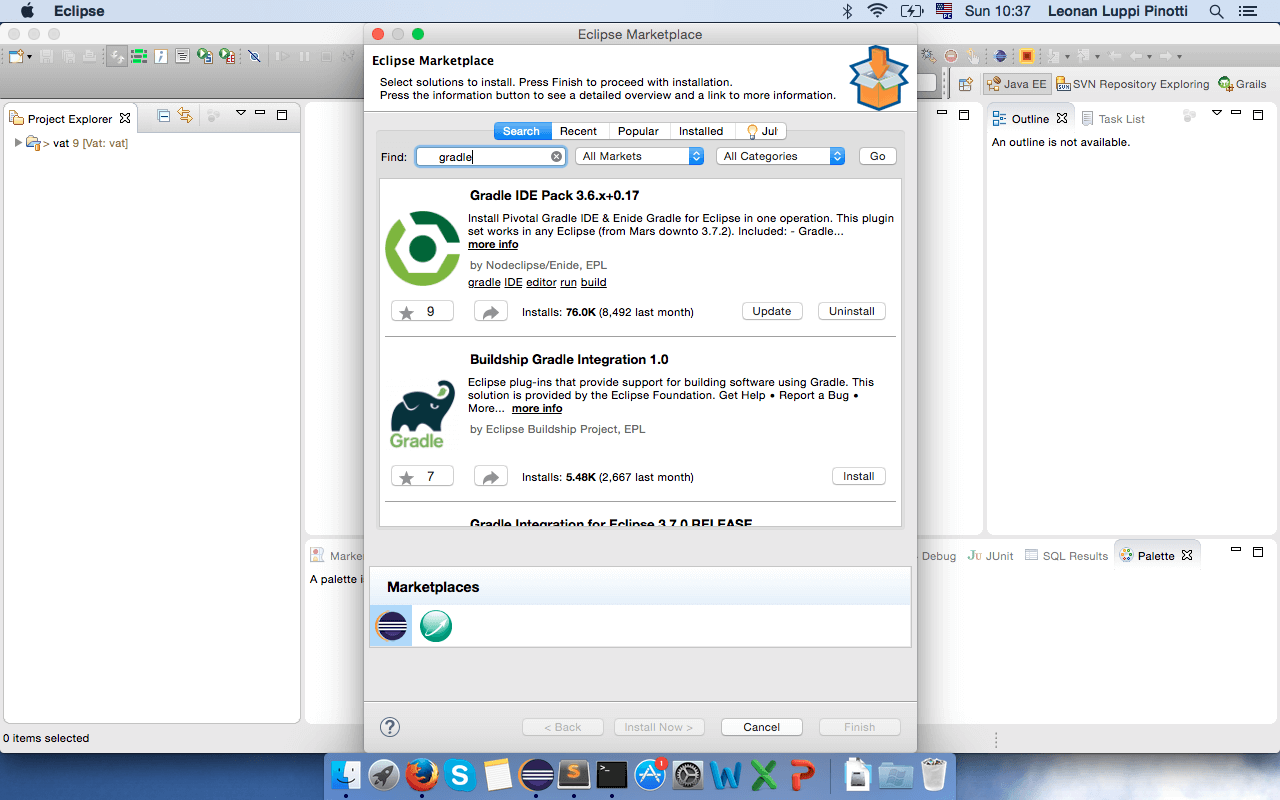 Eclipse
Sun 10:37 Leonan Luppi Pinotti
Eclipse Marketplace
Eclipse Marketplace
Select solutions to install. Press Finish to proceed with installation.
Press the information button to see a detailed overview and a link to more information.
Java EE SVN Repository Exploring Grails
Project Explorer
> vat 9 [Vat: vat]
Search Recent Popular Installed Jul
Find: gradle All Markets All Categories Go
Outline Task List
An outline is not available.
Gradle IDE Pack 3.6.x+0.17
Install Pivotal Gradle IDE & Enide Gradle for Eclipse in one operation. This plugin
set works in any Eclipse (from Mars downto 3.7.2). Included: - Gradle...
more info
by Nodeclipse/Enide, EPL
gradle IDE editor run build
9 Installs: 76.0K (8,492 last month) Update Uninstall
Buildship Gradle Integration 1.0
Eclipse plug-ins that provide support for building software using Gradle. This
solution is provided by the Eclipse Foundation. Get Help • Report a Bug •
More... more info
Gradle
by Eclipse Buildship Project, EPL
7 Installs: 5.48K (2,667 last month) Install
Gradle Integration for Eclipse 3.7.0 RELEASE
Marke
Debug JUnit SQL Results Palette
A palette i
Marketplaces
? < Back Install Now > Cancel Finish
0 items selected
1